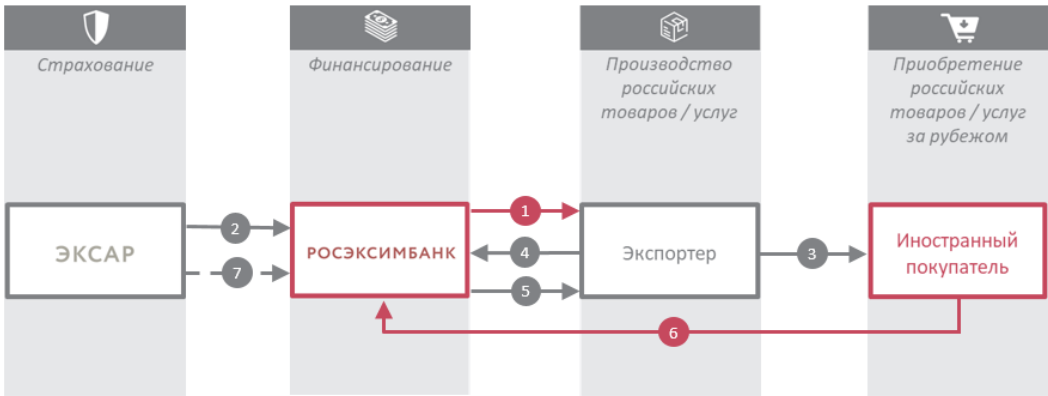 Страхование
Финансирование
Производство
российских
товаров / услуг
Приобретение
российских
товаров / услуг
за рубежом
ЭКСАР
2
7
РОСЭКСИМБАНК
1
4
5
Экспортер
3
Иностранный
покупатель
6